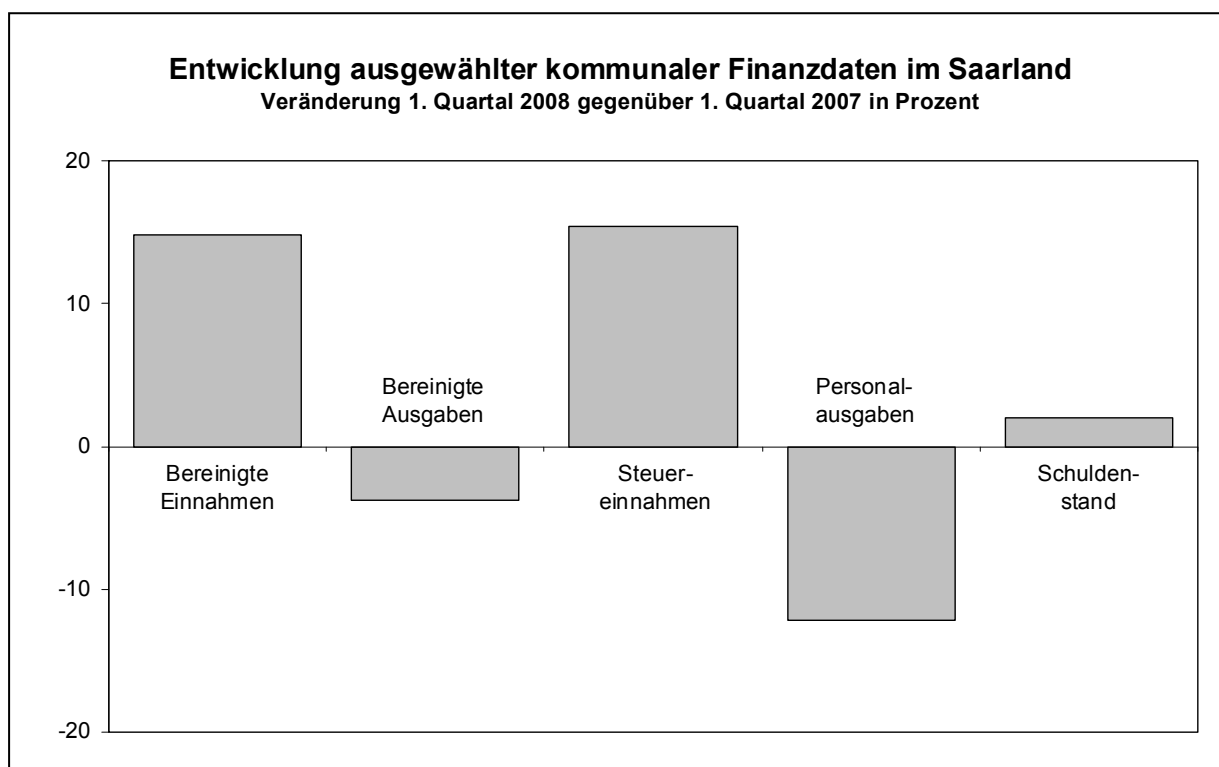 Entwicklung ausgewählter kommunaler Finanzdaten im Saarland
Veränderung 1. Quartal 2008 gegenüber 1. Quartal 2007 in Prozent
20
10
0
-10
-20
Bereinigte
Einnahmen
Bereinigte
Ausgaben
Steuer-
einnahmen
Personal-
ausgaben
Schulden-
stand